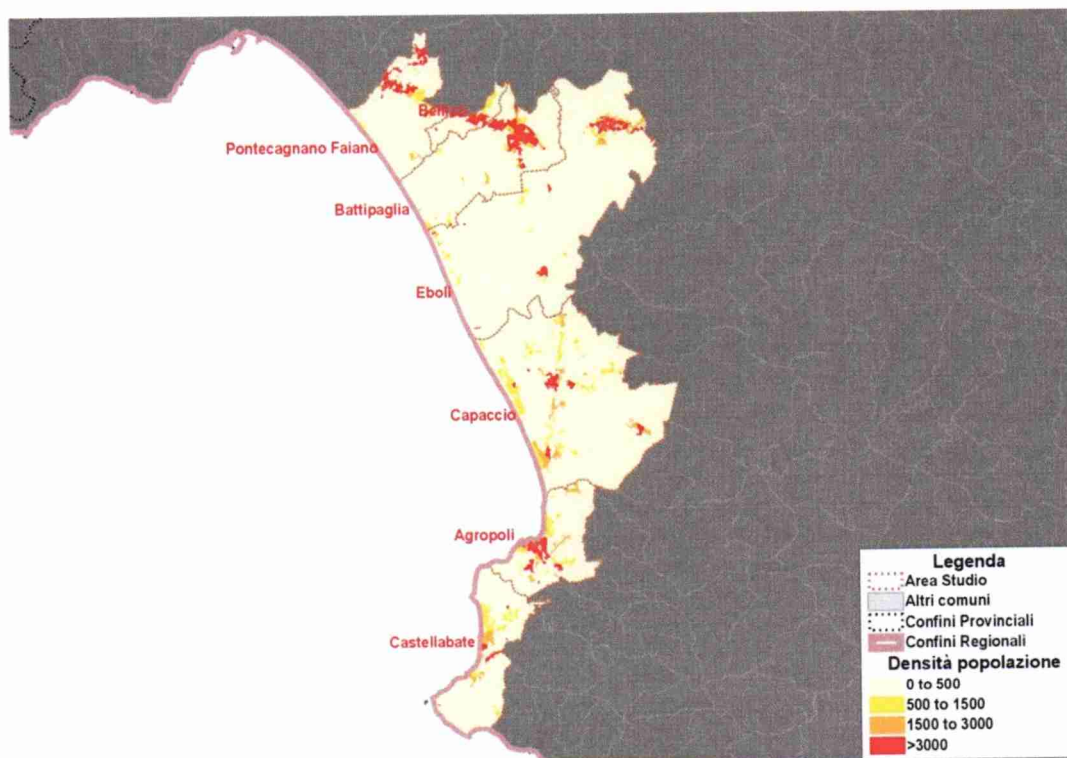 Pontecagnano Faiano
Battipaglia
Eboli
Capaccio
Agropoli
Castellabate
Legenda
Area Studio
Altri comuni
Confini Provinciali
Confini Regionali
Densità popolazione
0 to 500
500 to 1500
1500 to 3000
>3000